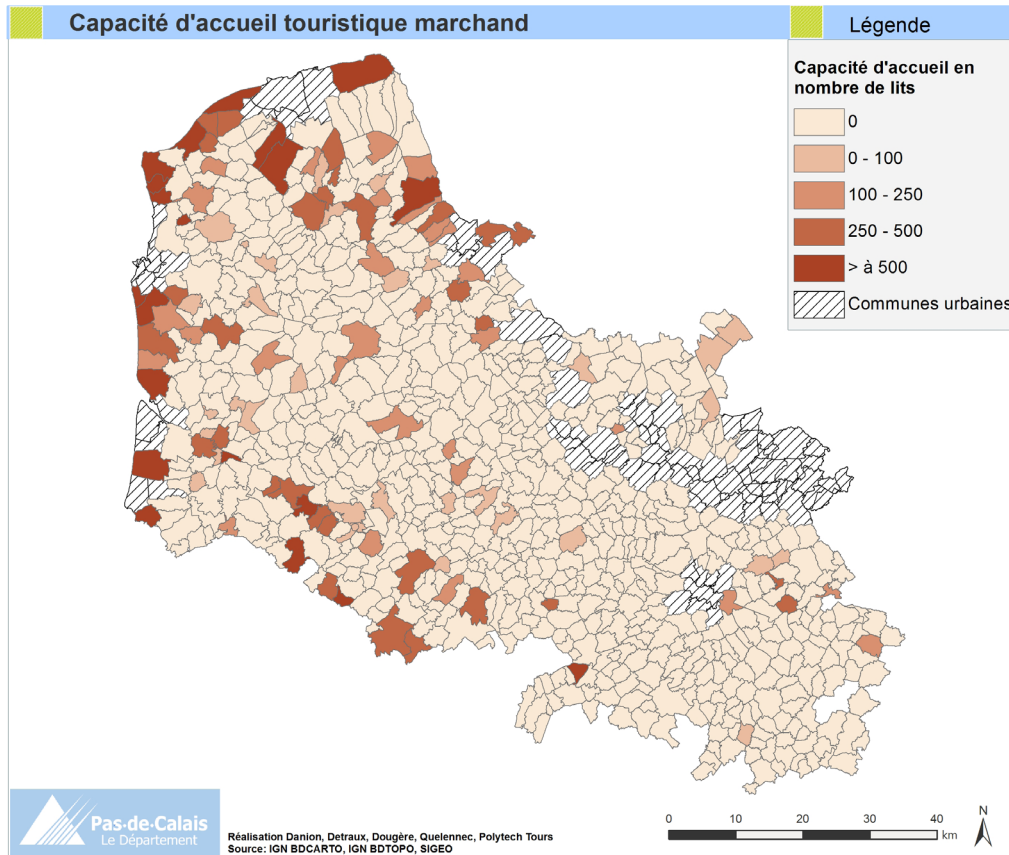 Capacité d'accueil touristique marchand
Légende
Capacité d'accueil en
nombre de lits
0
0 - 100
100 - 250
250 - 500
> à 500
Communes urbaines
Pas-de-Calais
Le Département
Réalisation Danion, Detraux, Dougère, Quelennec, Polytech Tours
Source: IGN BDCARTO, IGN BDTOPO, SIGEO
0 10 20 30 40
km
N